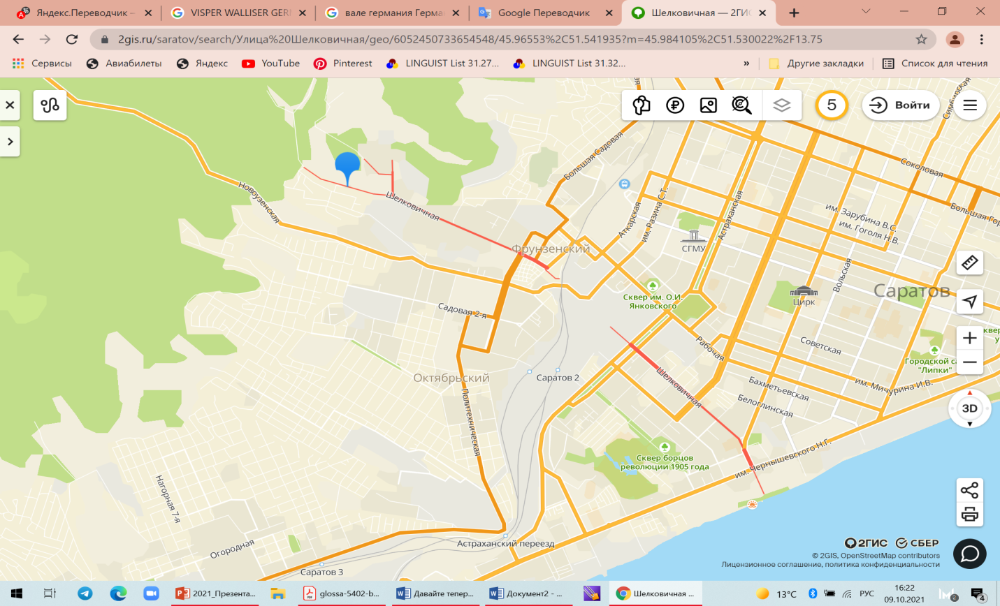 Яндекс.Переводчик –
VISPER WALLISER GERI
вале германия Герма
Google Переводчик
Шелковичная — 2ГИС
2gis.ru/saratov/search/Улица%20Шелковичная/geo/6052450733654548/45.96553%2C51.541935?m=45.984105%2C51.530022%2F13.75
Сервисы
Авиабилеты
Яндекс
YouTube
Pinterest
LINGUIST List 31.27...
LINGUIST List 31.32...
»
Другие закладки
Список для чтения
5
Войти
Симбирская
Большая Садовая
Соколовая
Новоузенская
Шелковичная
Аткарская
им. Разина С.Т.
Астраханская
им. Зарубина В.С.
им. Гоголя Н.В.
Большая Гор
СГМУ
Фрунзенский
Вольская
Саратов
Цирк
Сквер им. О.И.
Янковского
Садовая 2-я
Рабочая
Советская
Городской са
"Липки"
Октябрьский
Саратов 2
Шелковичная
Бахметьевская
Белоглинская
им. Мичурина И.В.
3D
Политехническая
Сквер борцов
революции 1905 года
им. Чернышевского Н.Г.
Нагорная 7-я
Огородная
Астраханский переезд
Саратов 3
2ГИС СБЕР
© 2GIS, OpenStreetMap contributors
Лицензионное соглашение, политика конфиденциальности
2021_Презента...
glossa-5402-b...
Давайте тепер...
Документ2 - ...
Шелковичная ...
13°C
РУС
16:22
09.10.2021
2
4